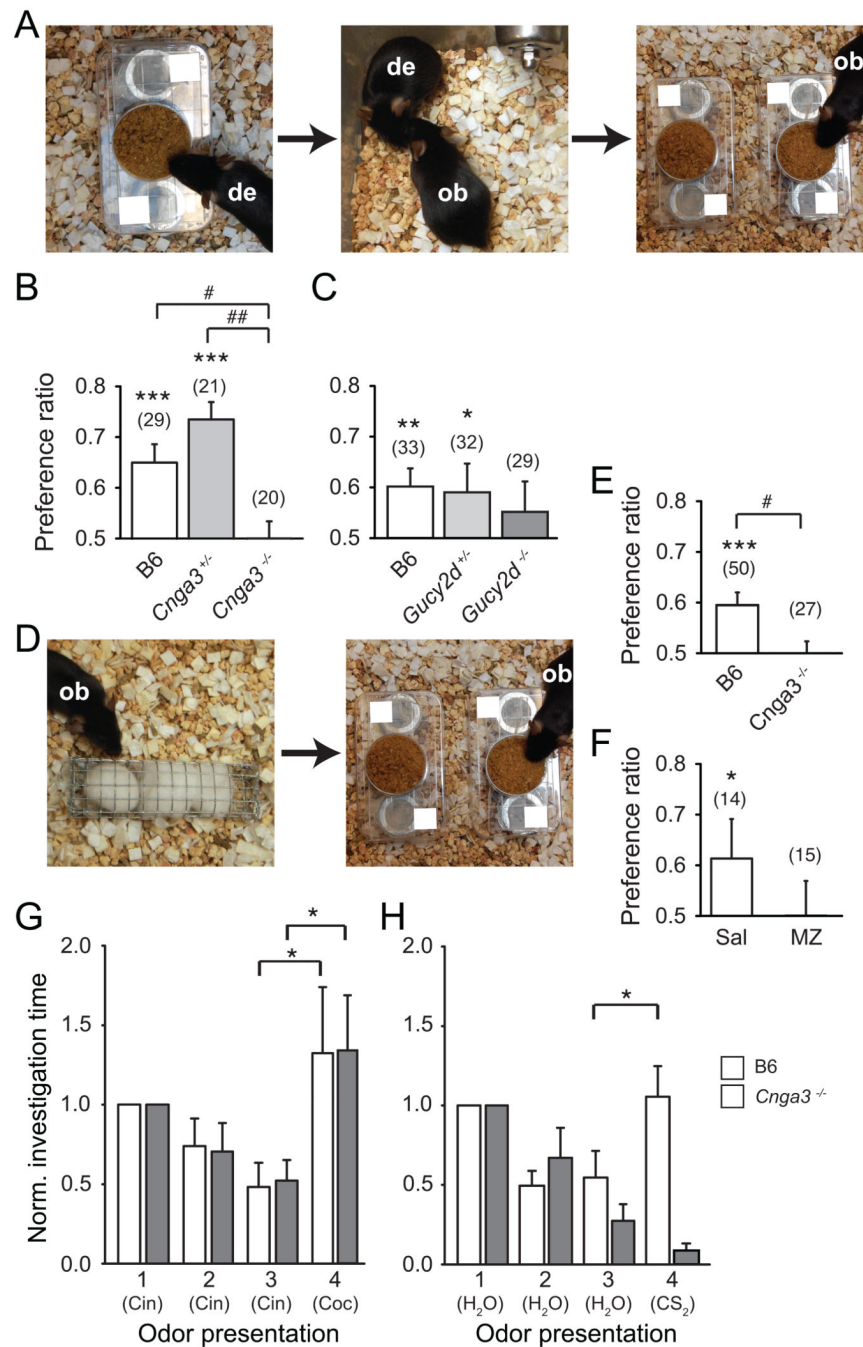 A
de
de
ob
ob
B
#
##
***
(29)
***
(21)
(20)
0.8
0.7
0.6
0.5
Preference ratio
B6
Cnga3 +/-
Cnga3 -/-
C
**
(33)
*
(32)
(29)
0.8
0.7
0.6
0.5
B6
Gucy2d +/-
Gucy2d -/-
D
ob
ob
E
#
***
(50)
(27)
0.8
0.7
0.6
0.5
Preference ratio
B6
Cnga3 -/-
F
*
(14)
(15)
0.8
0.7
0.6
0.5
Preference ratio
Sal MZ
G
*
*
2.0
1.5
1.0
0.5
0.0
Norm. investigation time
1 2 3 4
(Cin) (Cin) (Cin) (Coc)
Odor presentation
H
*
2.0
1.5
1.0
0.5
0.0
1 2 3 4
(H₂O) (H₂O) (H₂O) (CS₂)
Odor presentation
B6
Cnga3 -/-